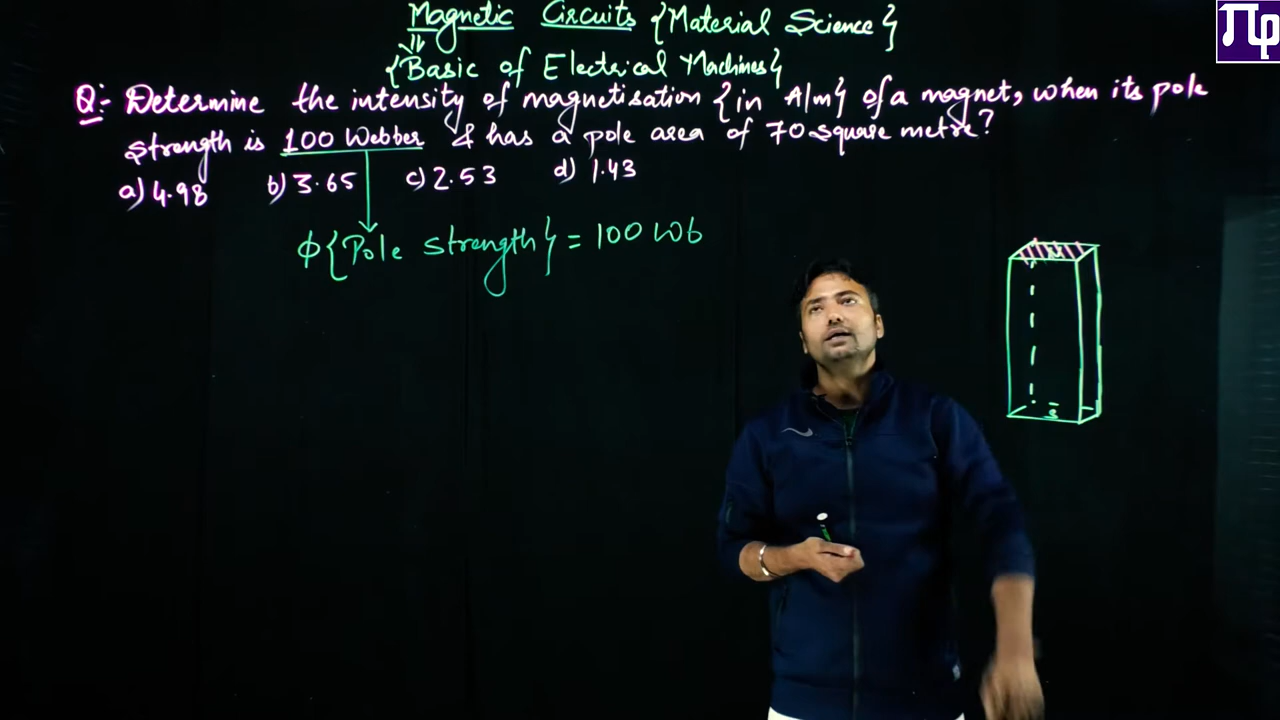 Magnetic Circuits {Material Science}
{Basic of Electrical Machines}
Q:- Determine the intensity of magnetisation {in A/m} of a magnet, when its pole
strength is 100 Webber & has a pole area of 70 square metre?
a) 4.98 b) 3.65 c) 2.53 d) 1.43
φ{Pole strength} = 100 Wb
N
S
πφ